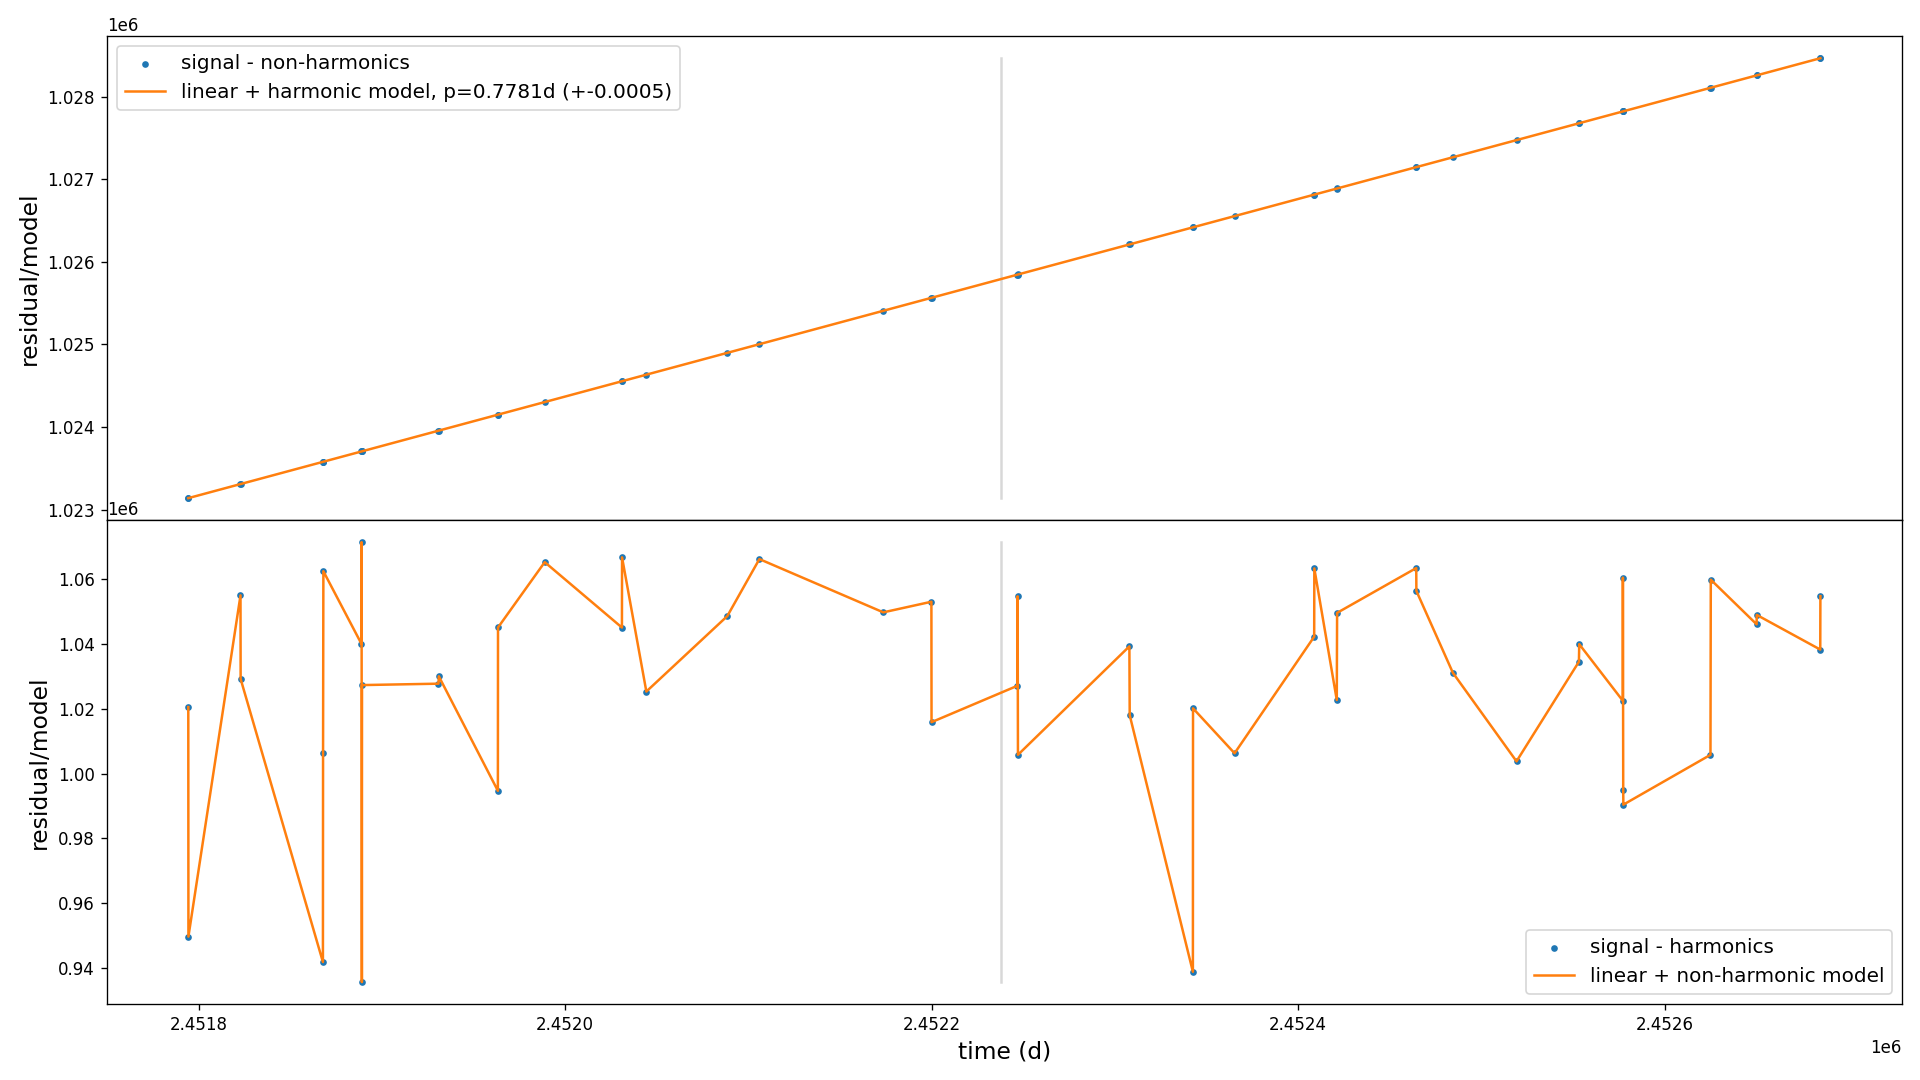 1e6
signal - non-harmonics
linear + harmonic model, p=0.7781d (+-0.0005)
1.028
1.027
1.026
1.025
1.024
1.023
residual/model
1e6
1.06
1.04
1.02
1.00
0.98
0.96
0.94
residual/model
signal - harmonics
linear + non-harmonic model
2.4518
2.4520
2.4522
2.4524
2.4526
time (d)
1e6